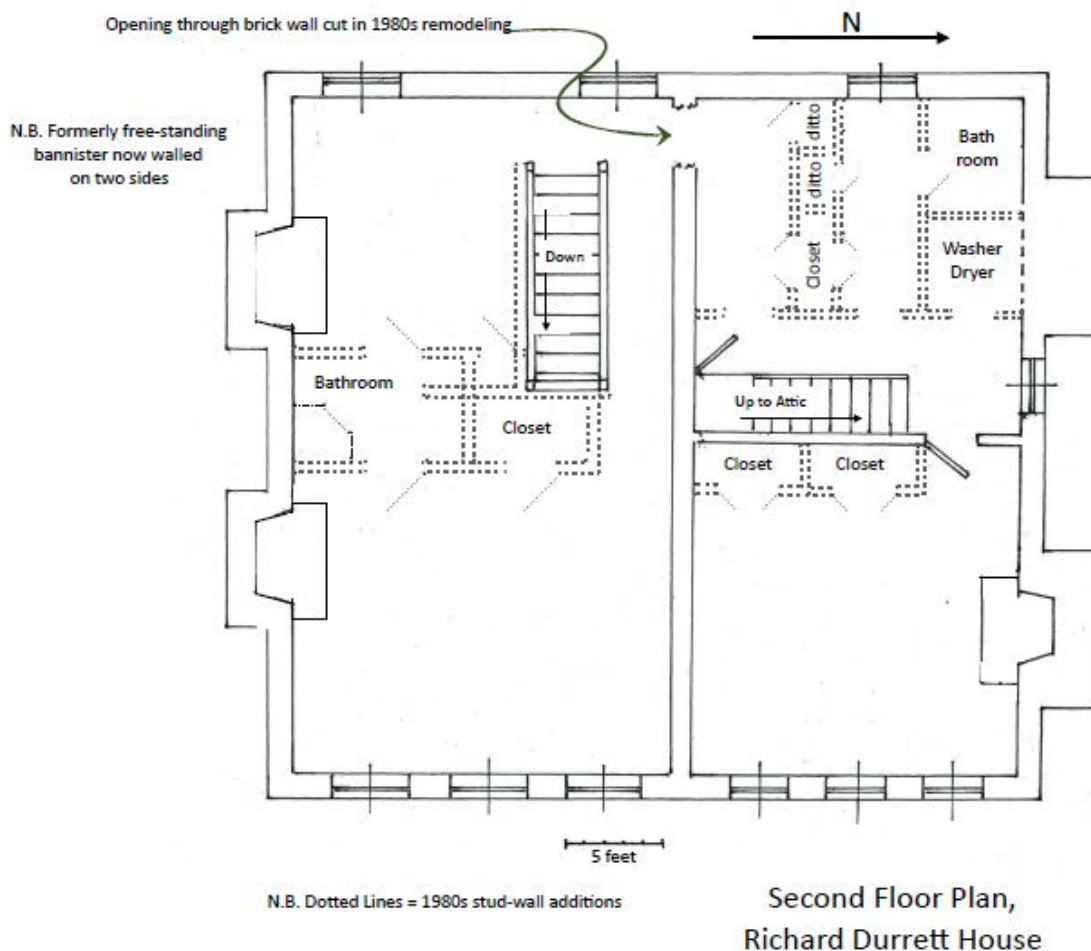 Opening through brick wall cut in 1980s remodeling
N
N.B. Formerly free-standing
bannister now walled
on two sides
ditto
ditto
Closet
Bath
room
Washer
Dryer
Down
Bathroom
Closet
Up to Attic
Closet
Closet
5 feet
N.B. Dotted Lines = 1980s stud-wall additions
Second Floor Plan,
Richard Durrett House